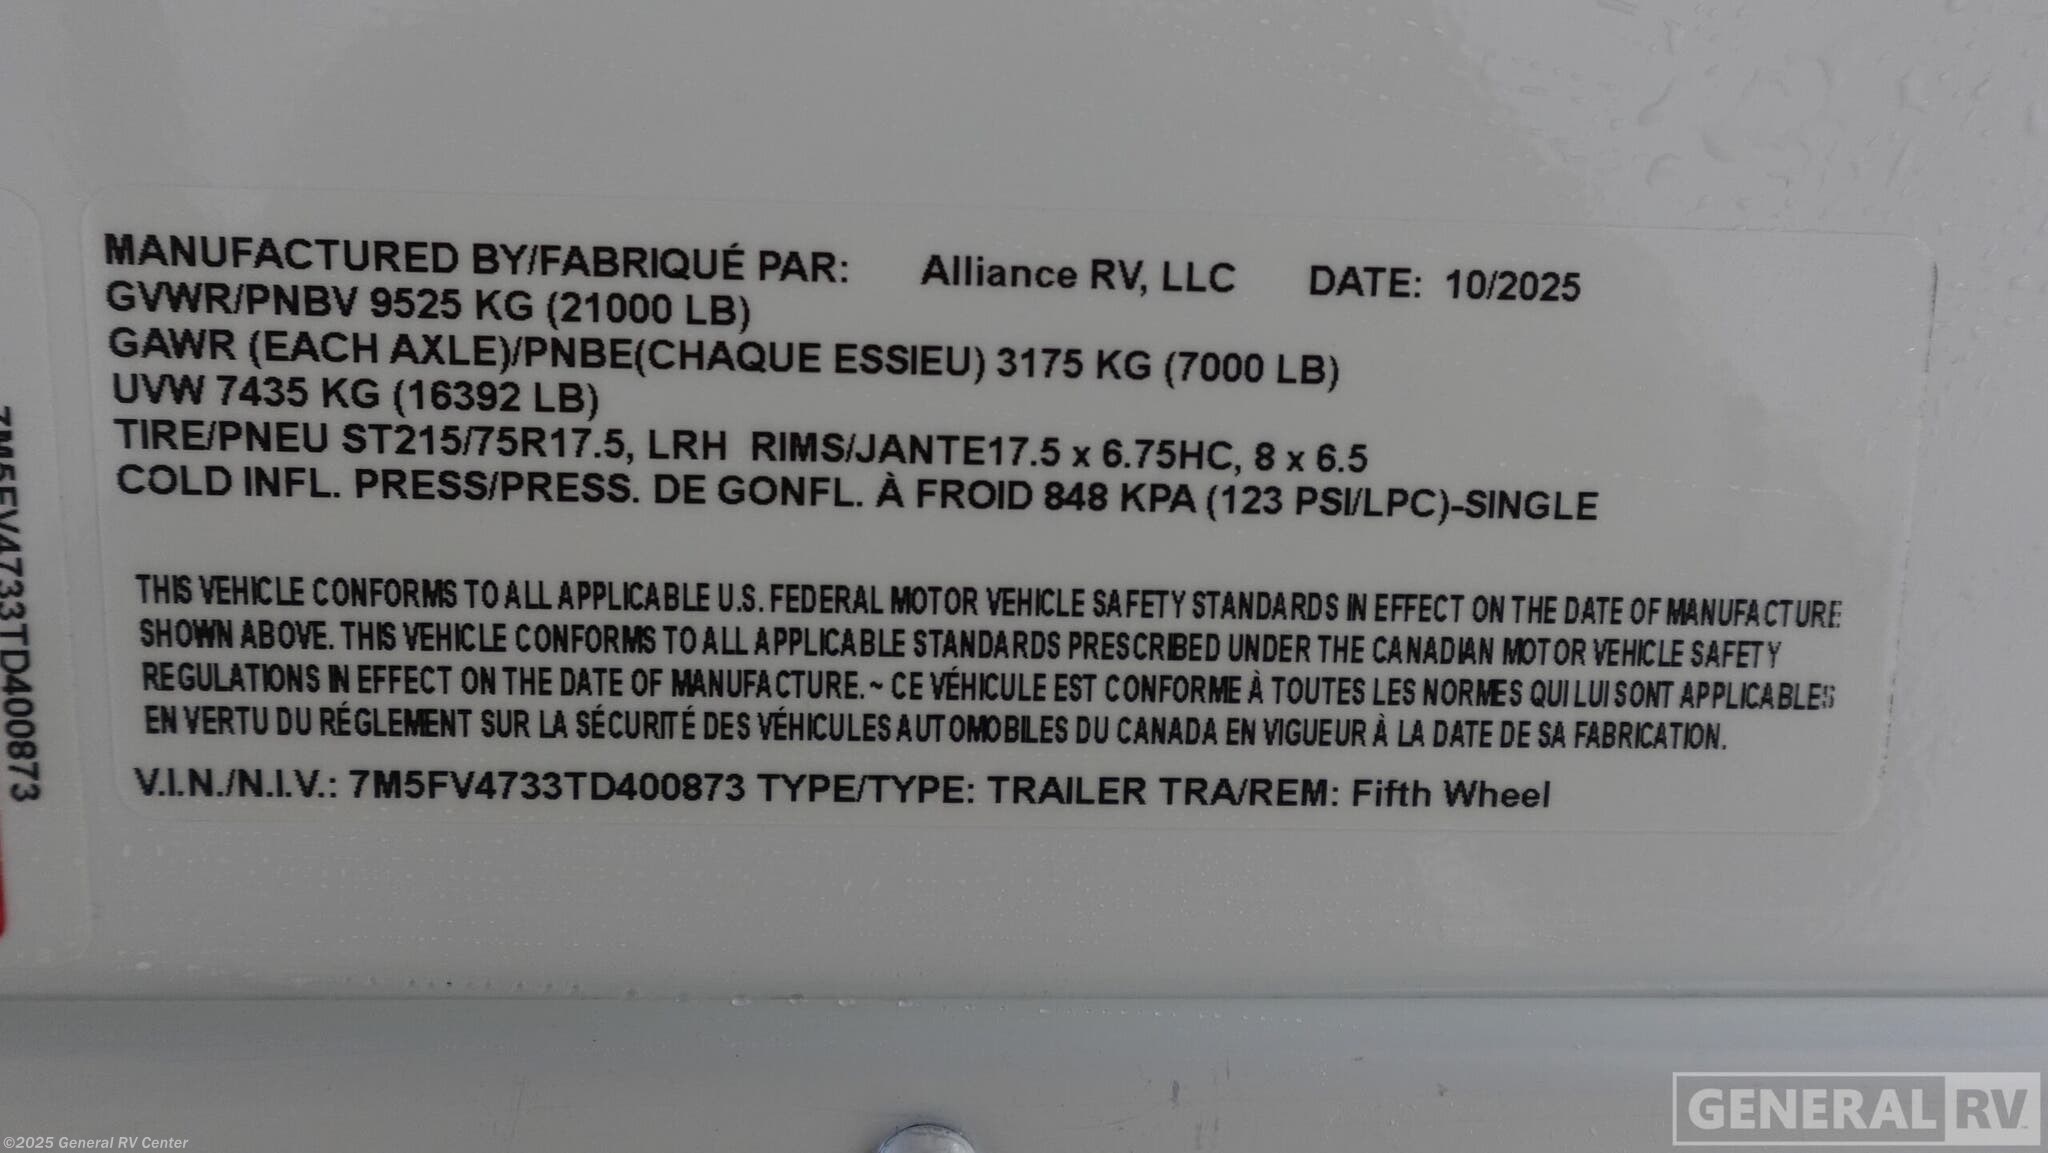 MANUFACTURED BY/FABRIQUÉ PAR: Alliance RV, LLC DATE: 10/2025
GVWR/PNBV 9525 KG (21000 LB)
GAWR (EACH AXLE)/PNBE(CHAQUE ESSIEU) 3175 KG (7000 LB)
UVW 7435 KG (16392 LB)
TIRE/PNEU ST215/75R17.5, LRH RIMS/JANTE17.5 x 6.75HC, 8 x 6.5
COLD INFL. PRESS/PRESS. DE GONFL. À FROID 848 KPA (123 PSI/LPC)-SINGLE
THIS VEHICLE CONFORMS TO ALL APPLICABLE U.S. FEDERAL MOTOR VEHICLE SAFETY STANDARDS IN EFFECT ON THE DATE OF MANUFACTURE
SHOWN ABOVE. THIS VEHICLE CONFORMS TO ALL APPLICABLE STANDARDS PRESCRIBED UNDER THE CANADIAN MOTOR VEHICLE SAFETY
REGULATIONS IN EFFECT ON THE DATE OF MANUFACTURE. ~ CE VÉHICULE EST CONFORME À TOUTES LES NORMES QUI LUI SONT APPLICABLES
EN VERTU DU RÉGLEMENT SUR LA SÉCURITÉ DES VÉHICULES AUTOMOBILES DU CANADA EN VIGUEUR À LA DATE DE SA FABRICATION.
V.I.N./N.I.V.: 7M5FV4733TD400873 TYPE/TYPE: TRAILER TRA/REM: Fifth Wheel
7M5FV4733TD400873
GENERAL RV
©2025 General RV Center